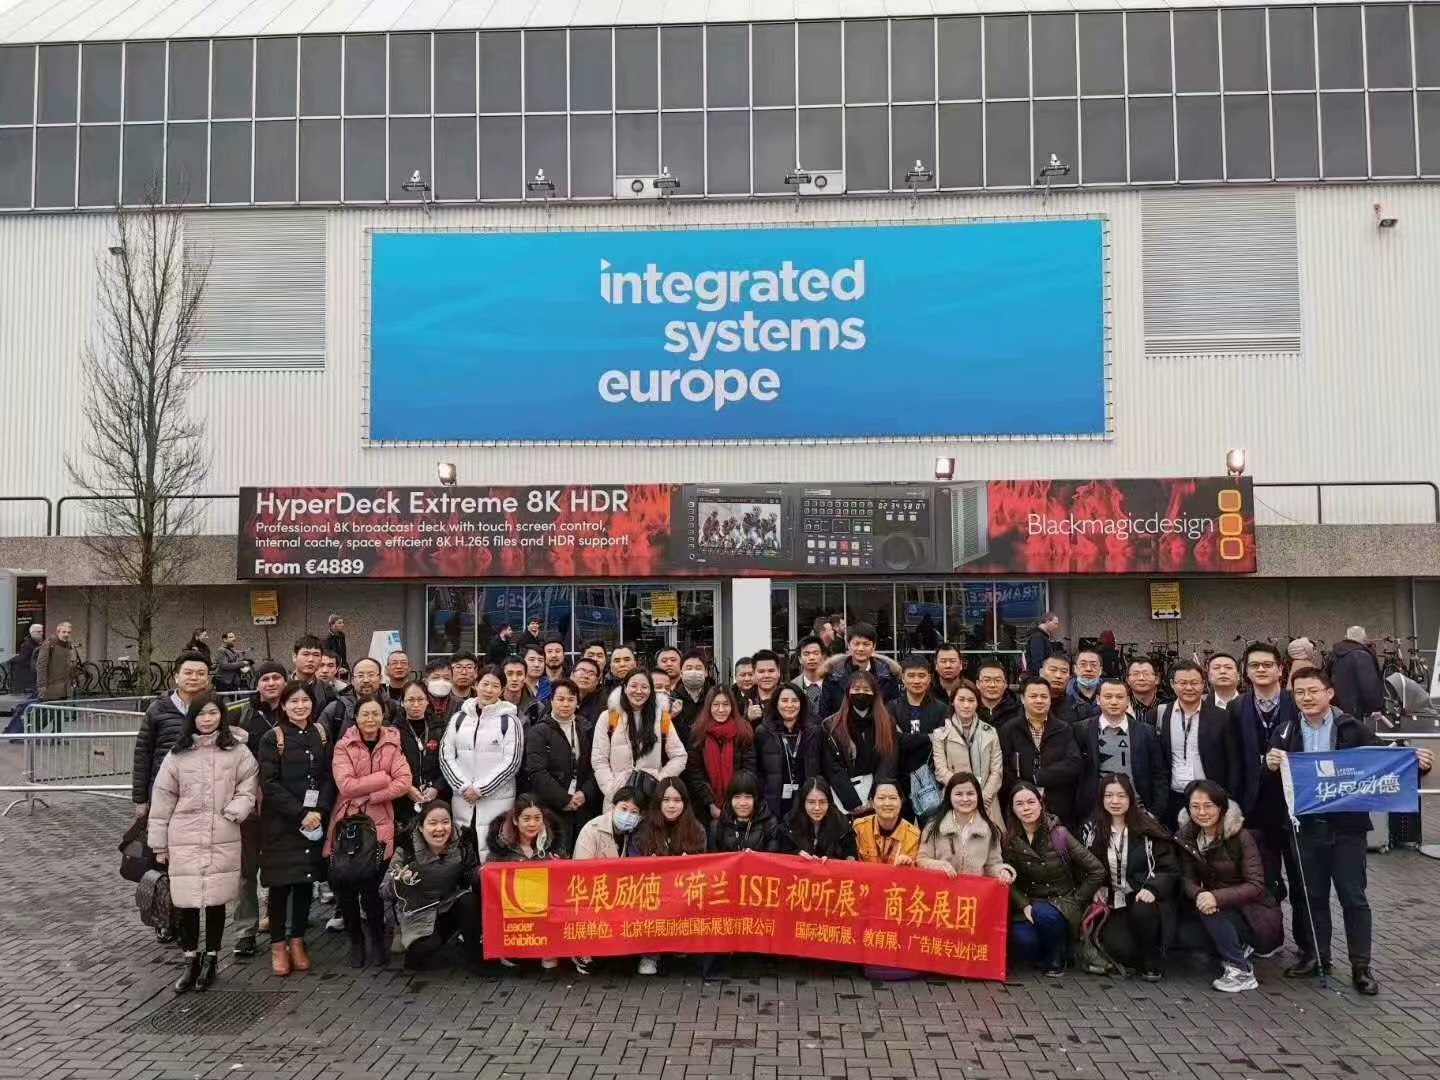 integrated
systems
europe
HyperDeck Extreme 8K HDR
Professional 8K broadcast deck with touch screen control,
internal cache, space efficient 8K H.265 files and HDR support!
From €4889
Blackmagicdesign
华展励德
Leader
Exhibition
华展励德“荷兰 ISE 视听展”商务展团
组展单位：北京华展励德国际展览有限公司 国际视听展、教育展、广告展专业代理